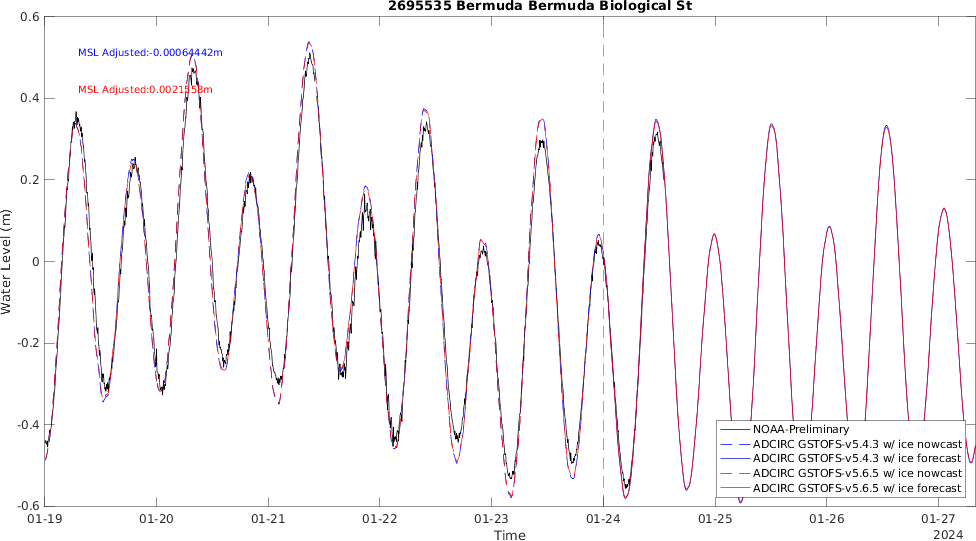 2695535 Bermuda Bermuda Biological St
MSL Adjusted:-0.00064442m
MSL Adjusted:0.0021558m
Water Level (m)
0.6
0.4
0.2
0
-0.2
-0.4
-0.6
NOAA-Preliminary
ADCIRC GSTOFS-v5.4.3 w/ ice nowcast
ADCIRC GSTOFS-v5.4.3 w/ ice forecast
ADCIRC GSTOFS-v5.6.5 w/ ice nowcast
ADCIRC GSTOFS-v5.6.5 w/ ice forecast
01-19 01-20 01-21 01-22 01-23 01-24 01-25 01-26 01-27
Time
2024